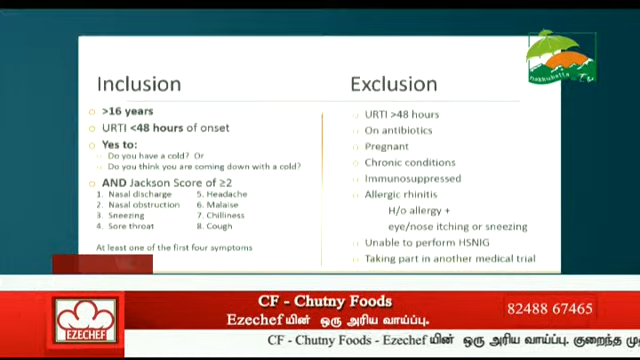 Inclusion
>16 years
URTI <48 hours of onset
Yes to:
Do you have a cold? Or
Do you think you are coming down with a cold?
AND Jackson Score of ≥2
1. Nasal discharge
2. Nasal obstruction
3. Sneezing
4. Sore throat
5. Headache
6. Malaise
7. Chilliness
8. Cough
At least one of the first four symptoms
Exclusion
URTI >48 hours
On antibiotics
Pregnant
Chronic conditions
Immunosuppressed
Allergic rhinitis
H/o allergy +
eye/nose itching or sneezing
Unable to perform HSNIG
Taking part in another medical trial
EZECHEF
CF - Chutny Foods
Ezechef யின் ஒரு அரிய வாய்ப்பு.
82488 67465
CF - Chutny Foods - Ezechef யின் ஒரு அரிய வாய்ப்பு. குறைந்த